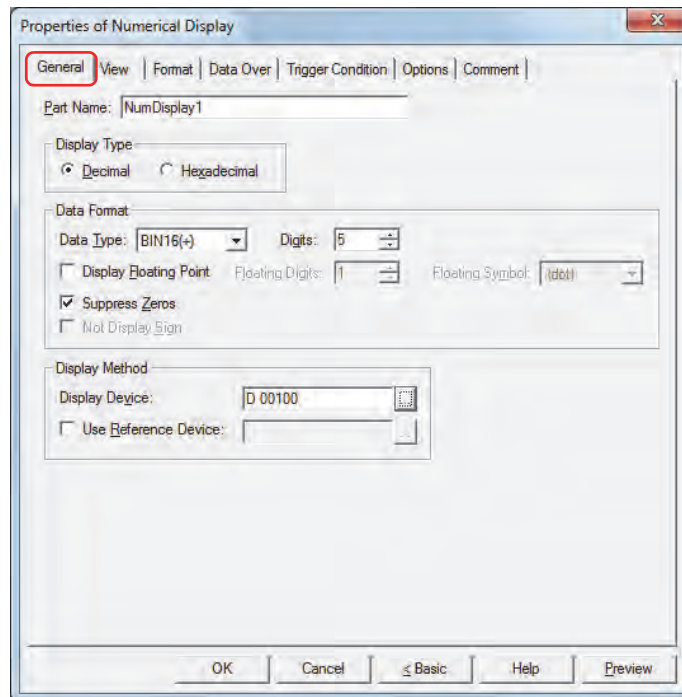 Properties of Numerical Display
General View Format Data Over Trigger Condition Options Comment
Part Name: NumDisplay1
Display Type
Decimal Hexadecimal
Data Format
Data Type: BIN16(+) Digits: 5
Display Floating Point Floating Digits: 1 Floating Symbol: .(dot)
Suppress Zeros
Not Display Sign
Display Method
Display Device: D 00100 ...
Use Reference Device: ...
OK Cancel < Basic Help Preview